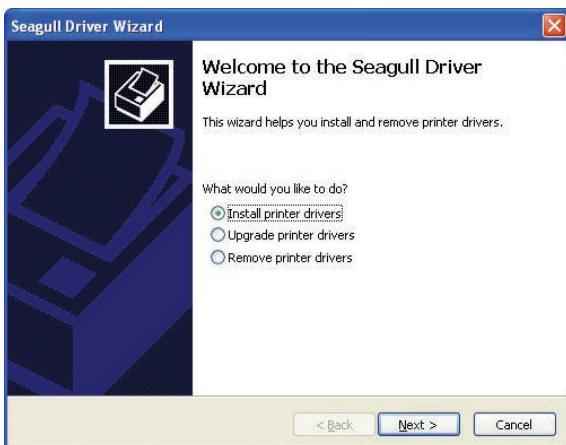 Seagull Driver Wizard
Welcome to the Seagull Driver
Wizard
This wizard helps you install and remove printer drivers.
What would you like to do?
Install printer drivers
Upgrade printer drivers
Remove printer drivers
< Back
Next >
Cancel